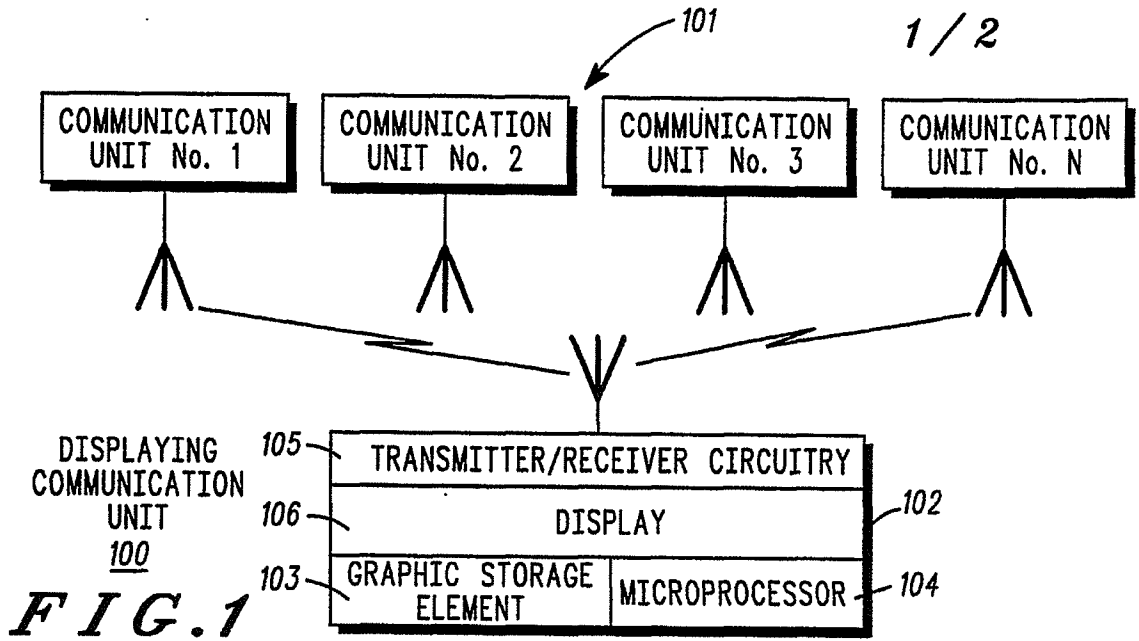 101
1/2
COMMUNICATION
UNIT No. 1
COMMUNICATION
UNIT No. 2
COMMUNICATION
UNIT No. 3
COMMUNICATION
UNIT No. N
DISPLAYING
COMMUNICATION
UNIT
100
105
TRANSMITTER/RECEIVER CIRCUITRY
106
DISPLAY
102
103
GRAPHIC STORAGE
ELEMENT
MICROPROCESSOR
104
FIG.1